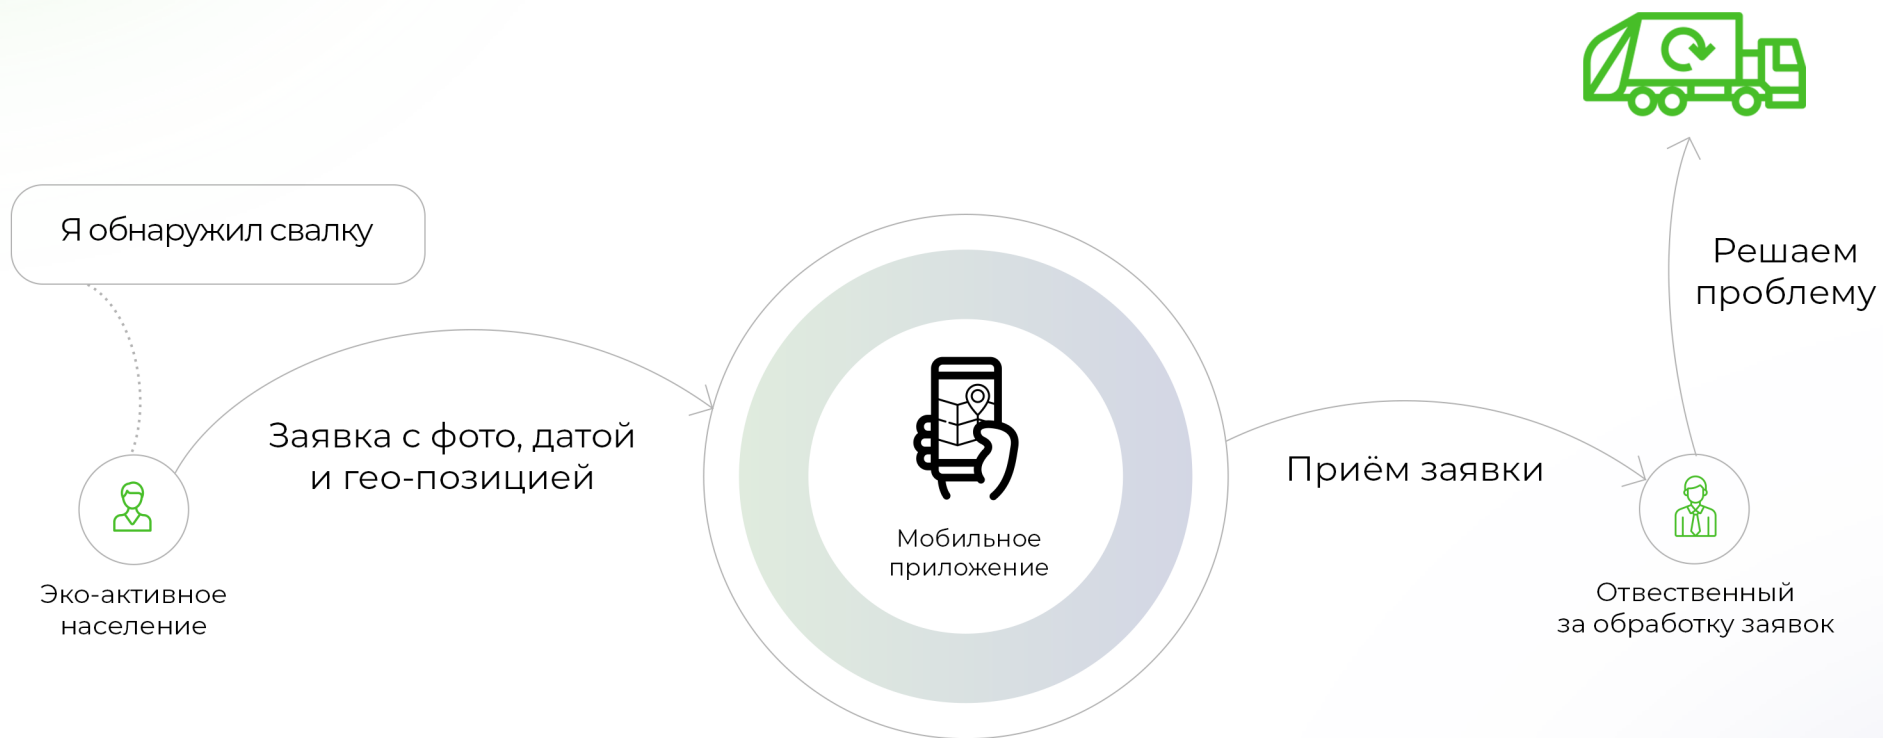 Я обнаружил свалку
Заявка с фото, датой
и гео-позицией
Эко-активное
население
Мобильное
приложение
Приём заявки
Решаем
проблему
Отвественный
за обработку заявок